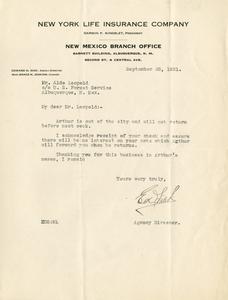 NEW YORK LIFE INSURANCE COMPANY
DARWIN P. KINGSLEY, PRESIDENT
NEW MEXICO BRANCH OFFICE
BARNETT BUILDING, ALBUQUERQUE, N. M.
SECOND ST. & CENTRAL AVE.
September 28, 1921.
Mr. Aldo Leopold
c/o U. S. Forest Service
Albuquerque, N. Mex.
My dear Mr. Leopold:-
Arthur is out of the city and will not return
before next week.
I acknowledge receipt of your check and assure
there will be no interest on your note which Arthur
will forward you when he returns.
Thanking you for this business in Arthur's
cases, I remain
Yours very truly,
Agency Director.